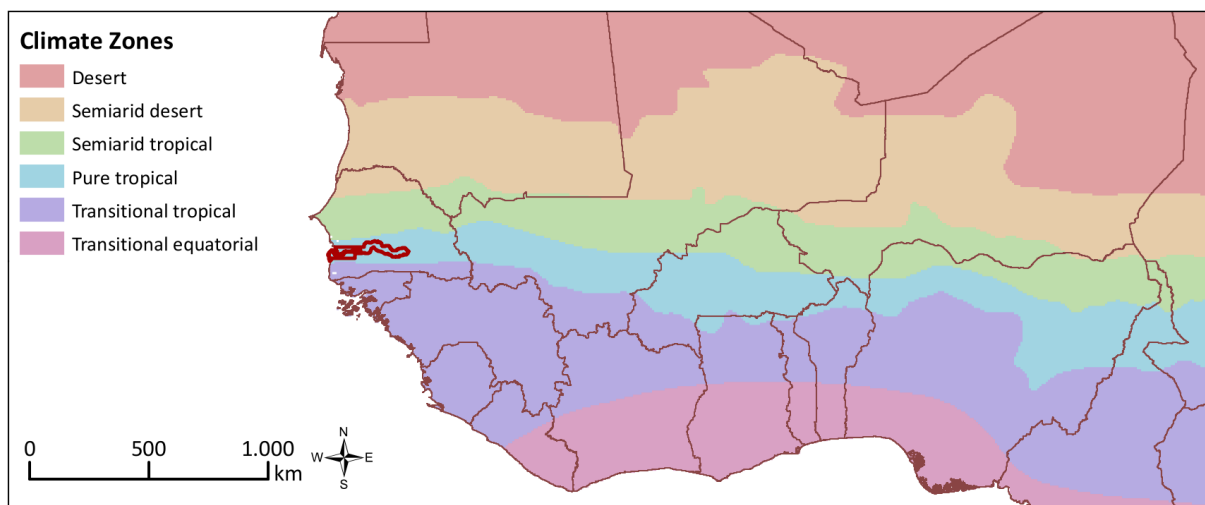 Climate Zones
Desert
Semiarid desert
Semiarid tropical
Pure tropical
Transitional tropical
Transitional equatorial
0 500 1.000
km
N
W E
S